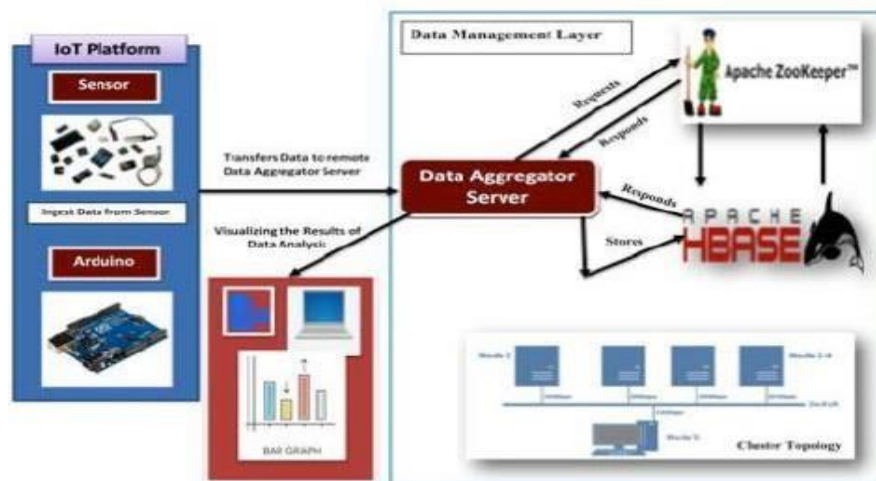 IoT Platform
Sensor
Ingest Data from Sensor
Arduino
Transfers Data to remote
Data Aggregator Server
Visualizing the Results of
Data Analysis
BAR GRAPH
Data Management Layer
Apache ZooKeeper™
Requests
Responds
Data Aggregator
Server
Responds
Stores
APACHE
HBASE
Cluster Topology